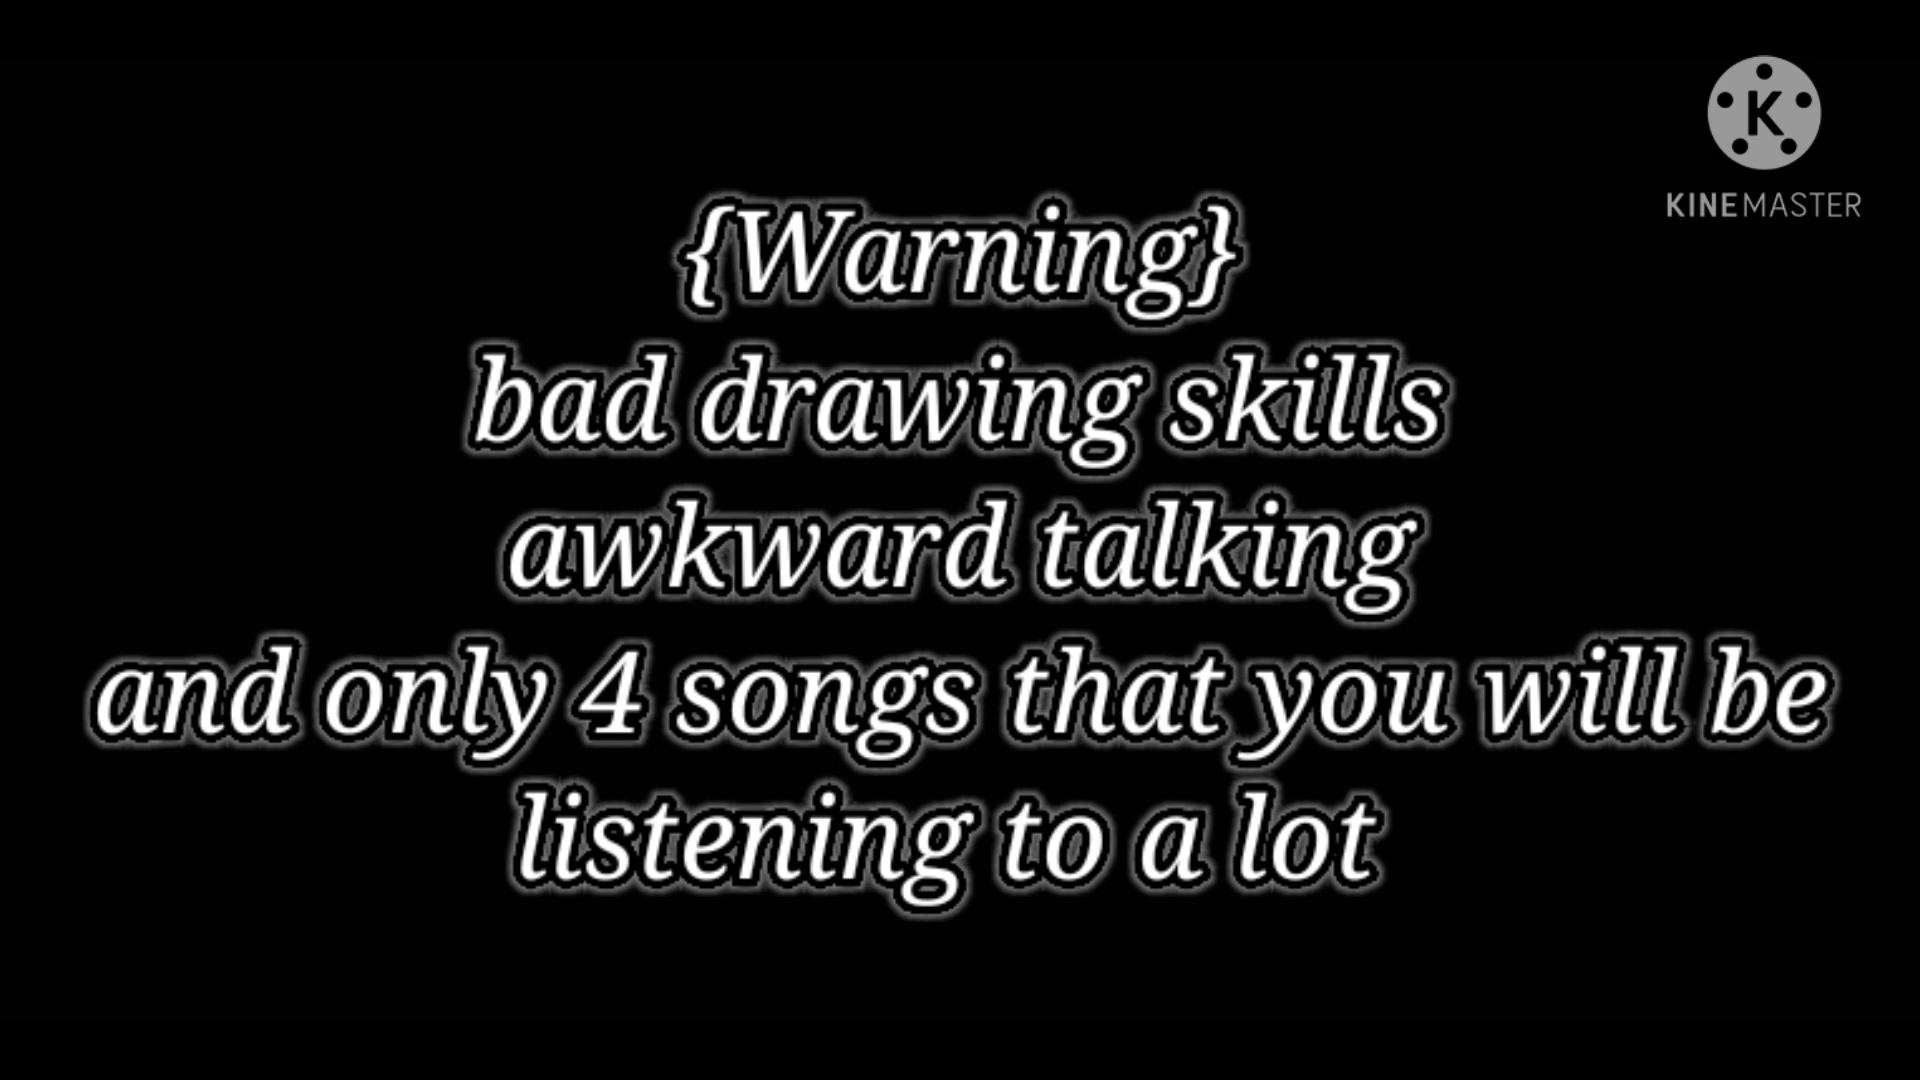 K
KINEMASTER
{Warning}
bad drawing skills
awkward talking
and only 4 songs that you will be
listening to a lot